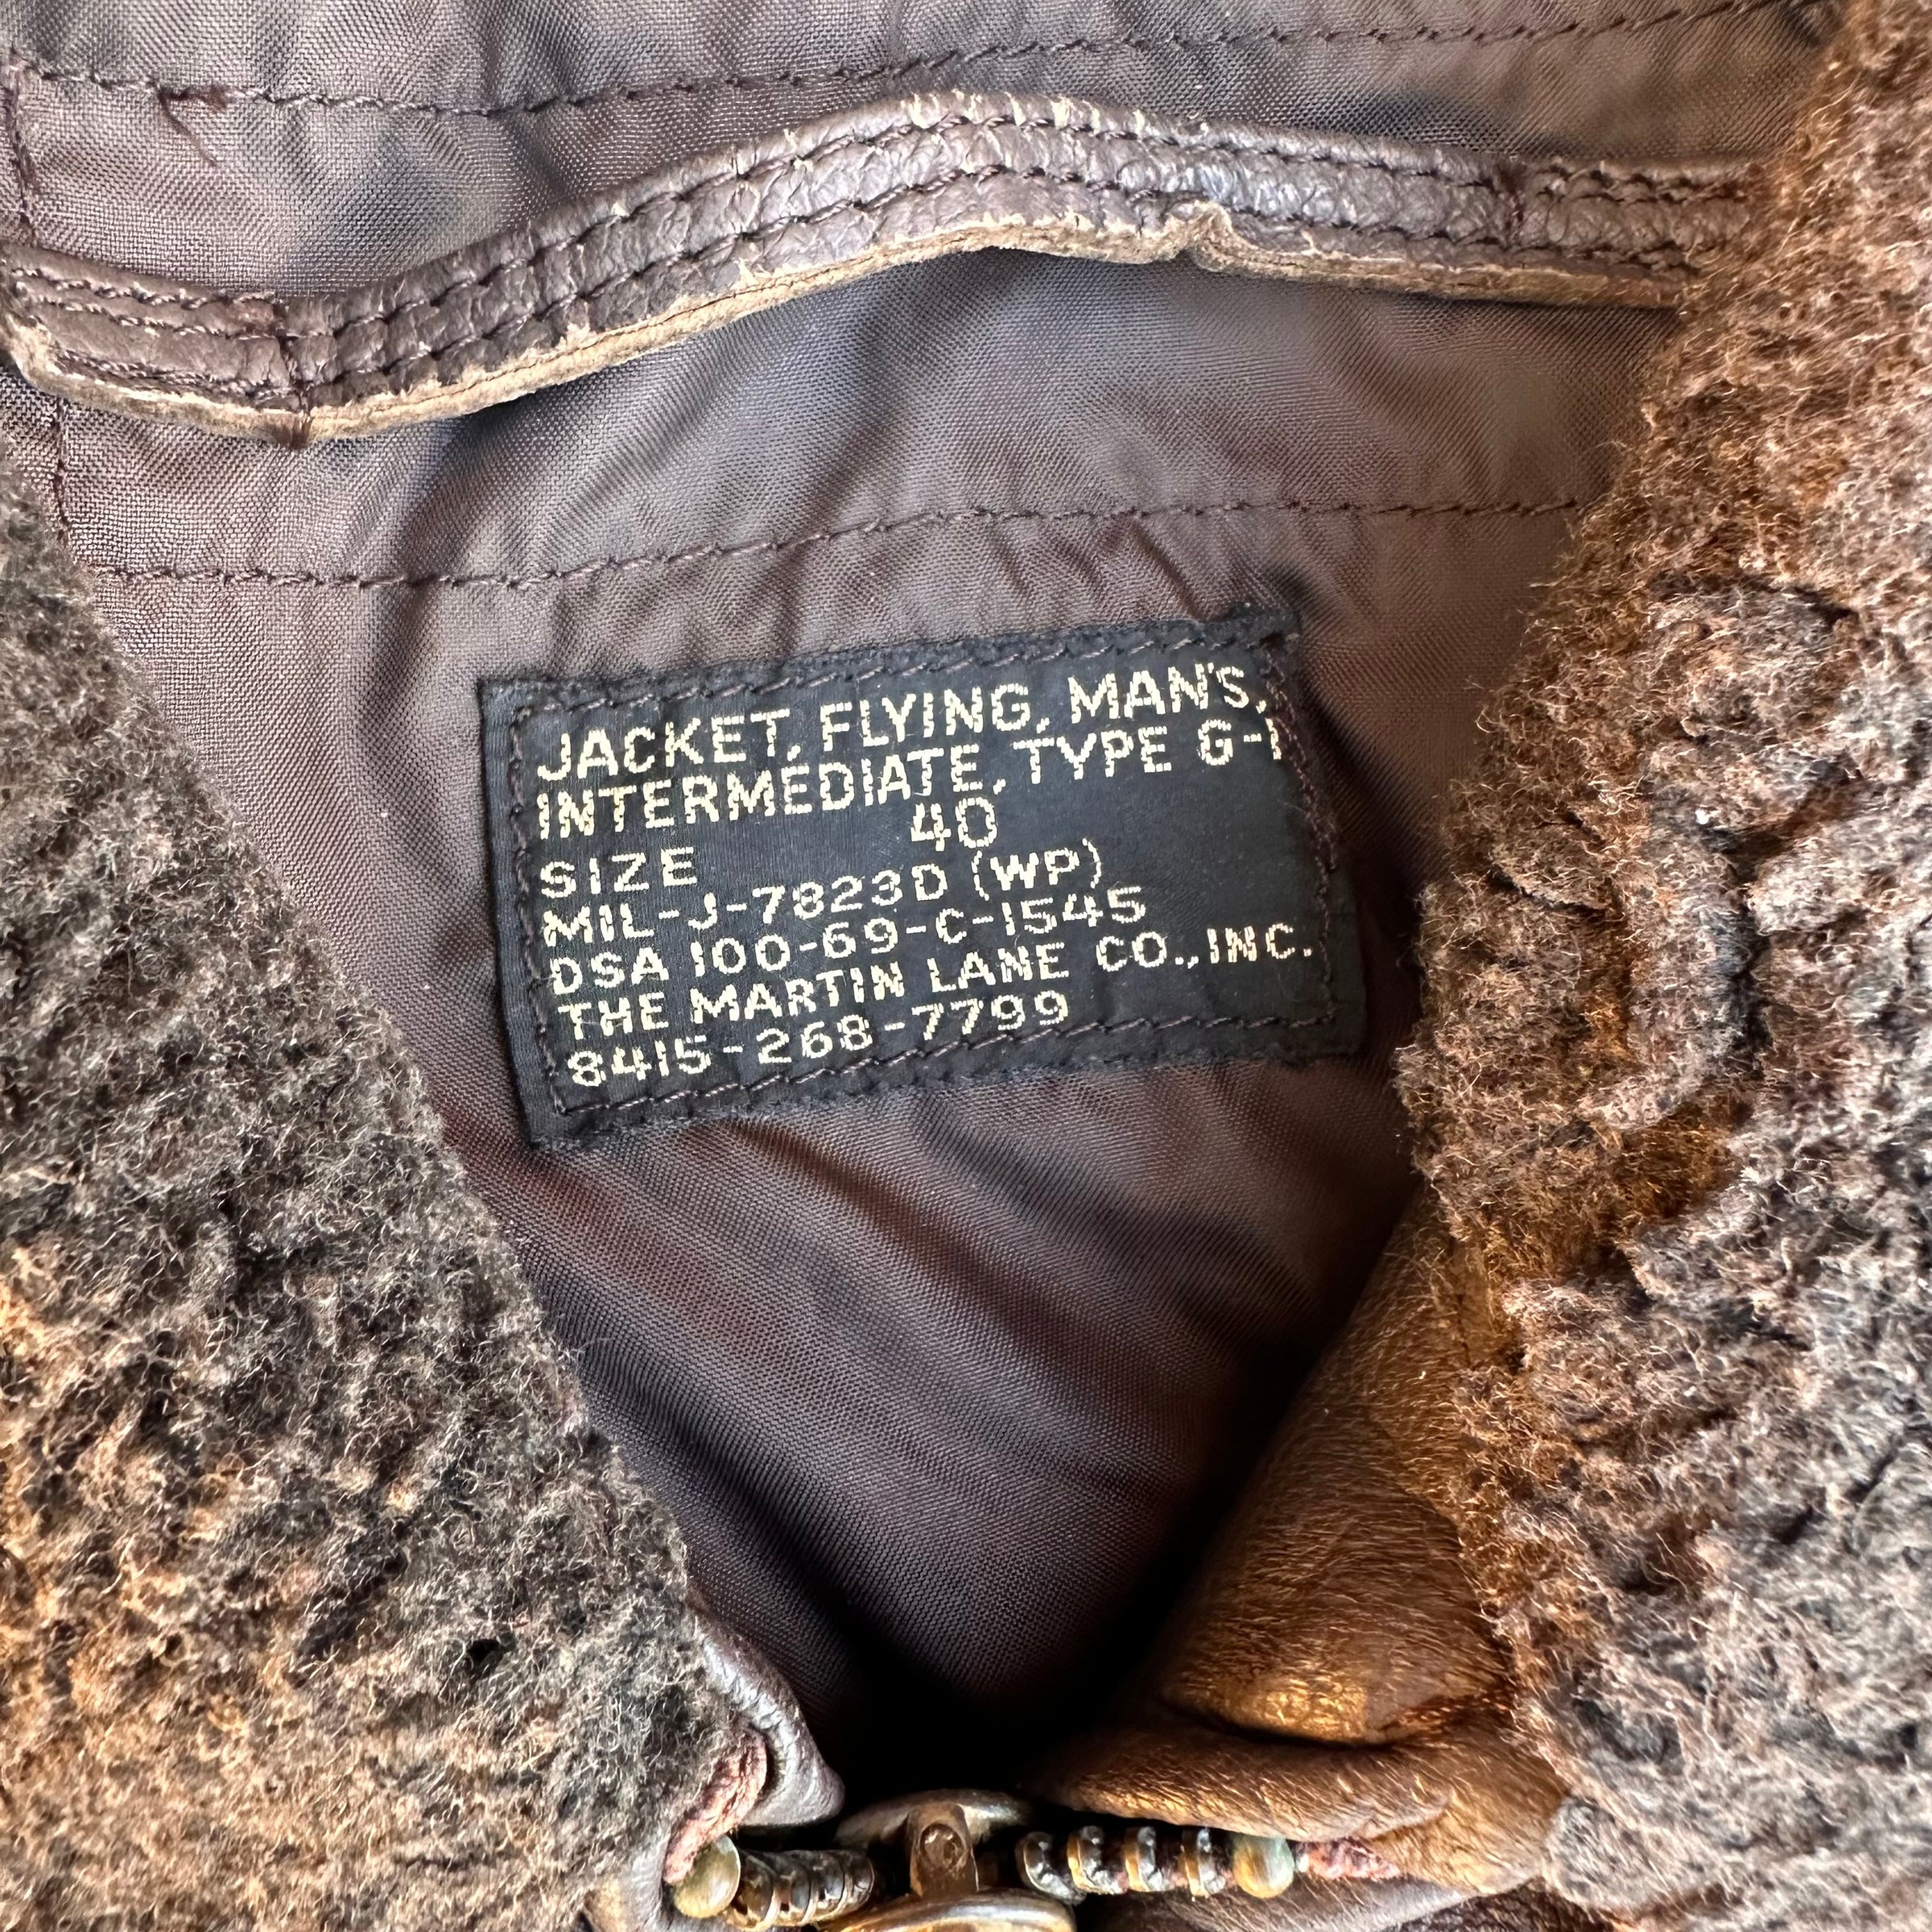 JACKET, FLYING, MAN'S,
INTERMEDIATE, TYPE G-1
40
SIZE
MIL-J-7823D (WP)
DSA 100-69-C-1545
THE MARTIN LANE CO., INC.
8415-268-7799